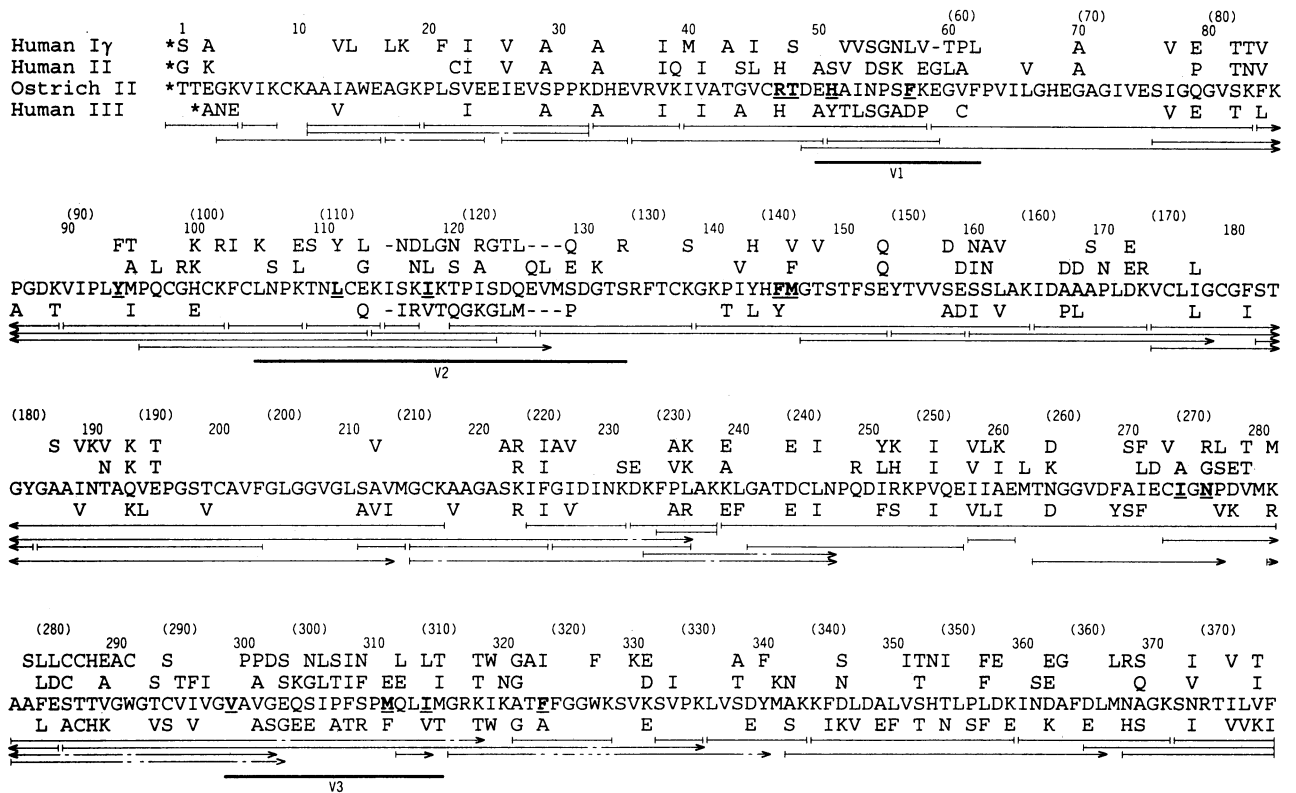 1 10 20 30 40 50 (60) (70) (80)
60 70 80
Human Iγ *S A VL LK F I V A A I M A I S VVSGNLV-TPL A V E TTV
Human II *G K CI V A A IQ I SL H ASV DSK EGLA V A P TNV
Ostrich II *TTEGKVIKCKAAIAWEAGKPLSVEEIEVSPPKDHEVRVKIVATGVCRTDEHAINPSFKEGVFPVILGHEGAGIVESIGQGVSKFK
Human III *ANE V I A A I I A H AYTLSGADP C V E T L
V1
(90) (100) (110) (120) (130) (140) (150) (160) (170)
90 100 110 120 130 140 150 160 170 180
FT K RI K ES Y L -NDLGN RGTL---Q R S H V V Q D NAV S E
A L RK S L G NL S A QL E K V F Q DIN DD N ER L
PGDKVIPLYMPQCGHCKFCLNPKTNLCEKISKIKTPISDQEVMSDGTSRFTCKGKPIYHFMGTSTFSEYTVVSESSLAKIDAAAPLDKVCLIGCGFST
A T I E Q -IRVTQGKGLM---P T L Y ADI V PL L I
V2
(180) (190) (200) (210) (220) (230) (240) (250) (260) (270)
190 200 210 220 230 240 250 260 270 281
S VKV K T V AR IAV AK E E I YK I VLK D SF V RL T M
N K T R I SE VK A R LH I V I L K LD A GSET
GYGAAINTAQVEPGSTCAVFGLGGVGLSAVMGCKAAGASKIFGIDINKDKFPLAKKLGATDCLNPQDIRKPVQEIIAEMTNGGVDFAIECIGNPDVMK
V KL V AVI V R I V AR EF E I FS I VLI D YSF VK R
(280) (290) (300) (310) (320) (330) (340) (350) (360) (370)
290 300 311 320 330 340 350 360 370
SLLCCHEAC S PPDS NLSIN L LT TW GAI F KE A F S ITNI FE EG LRS I V T
LDC A S TFI A SKGLTIF EE I T NG D I T KN N T F SE Q V I
AAFESTTVGWGTCVIVGVAVGEQSIPFSPMQLIMGRKIKATFFGGWKSVKSVPKLVSDYMAKKFDLDALVSHTLPLDKINDAFDLMNAGKSNRTILVF
L ACHK VS V ASGEE ATR F VT TW G A E E S IKV EF T N SF E K E HS I VVKI
V3